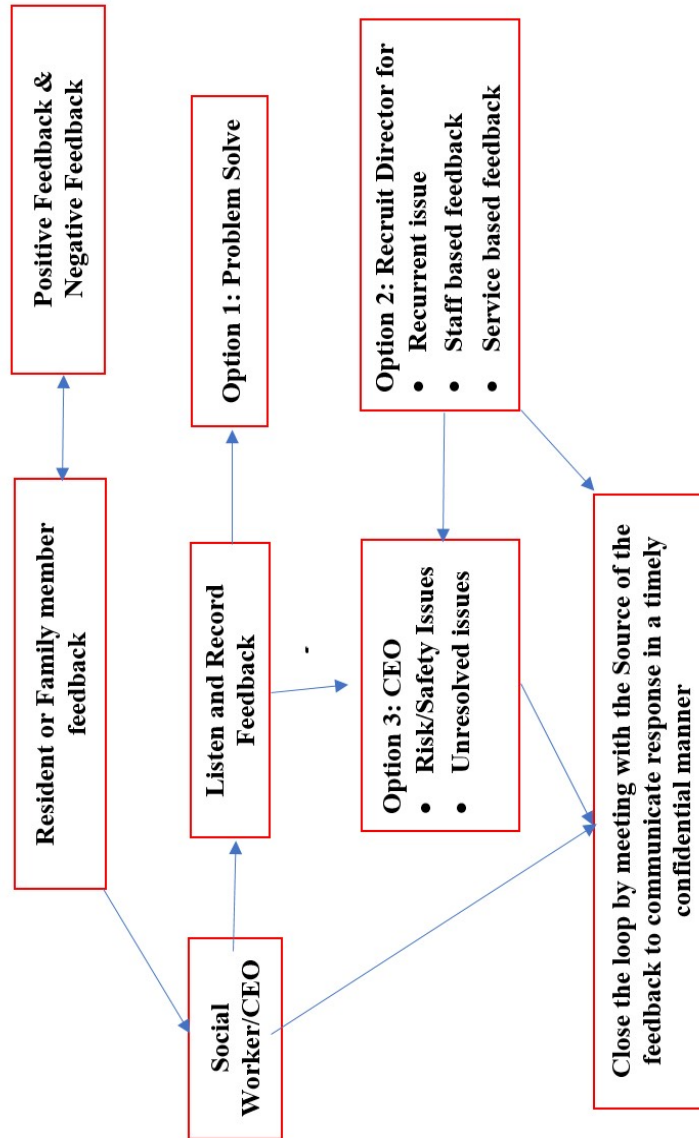 Resident or Family member
feedback
Positive Feedback &
Negative Feedback
Social
Worker/CEO
Listen and Record
Feedback
Option 1: Problem Solve
Option 3: CEO
• Risk/Safety Issues
• Unresolved issues
Option 2: Recruit Director for
• Recurrent issue
• Staff based feedback
• Service based feedback
Close the loop by meeting with the Source of the
feedback to communicate response in a timely
confidential manner